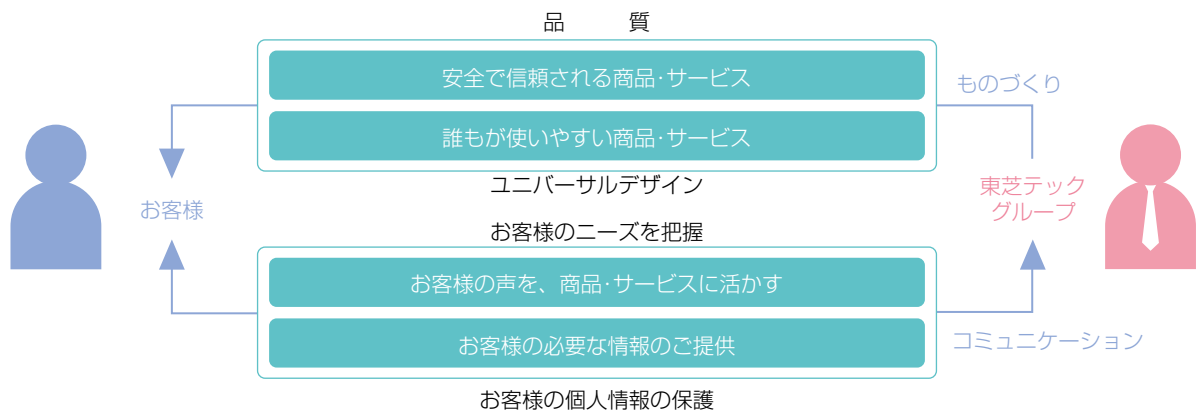 品　質
安全で信頼される商品・サービス
ものづくり
誰もが使いやすい商品・サービス
ユニバーサルデザイン
東芝テック
グループ
お客様
お客様のニーズを把握
お客様の声を、商品・サービスに活かす
お客様の必要な情報のご提供
コミュニケーション
お客様の個人情報の保護